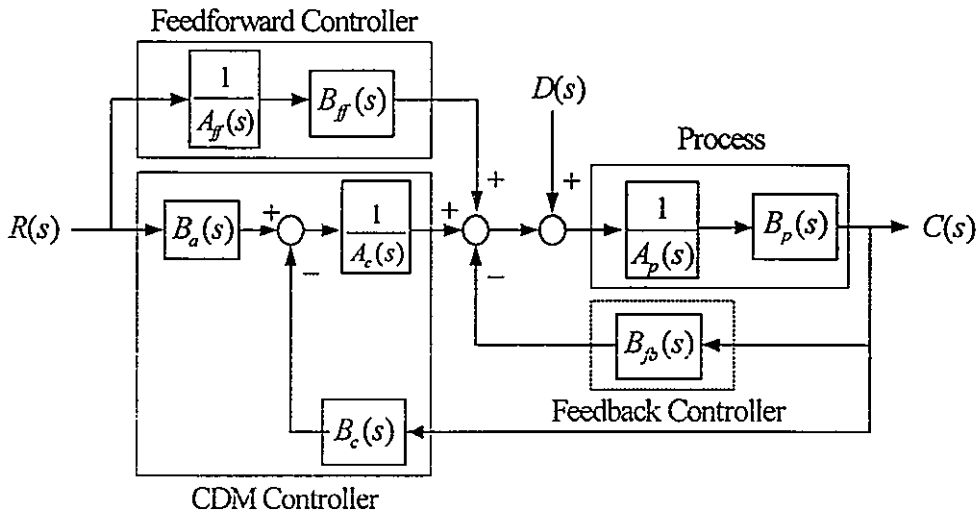 Feedforward Controller
1
A_ff(s)
B_ff(s)
D(s)
Process
+
+
R(s)
B_a(s)
+
−
1
A_c(s)
+
−
1
A_p(s)
B_p(s)
C(s)
B_fb(s)
Feedback Controller
B_c(s)
CDM Controller